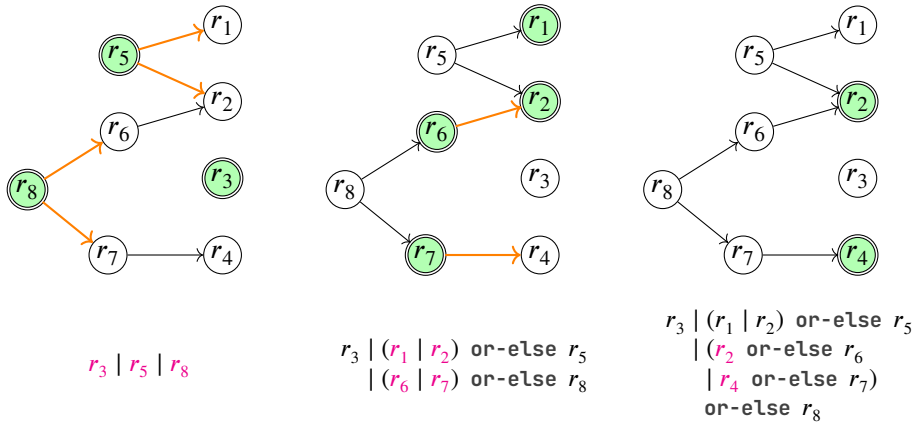 r₁
r₅
r₂
r₆
r₃
r₈
r₇
r₄
r₃ | r₅ | r₈
r₁
r₅
r₂
r₆
r₃
r₈
r₇
r₄
r₃ | (r₁ | r₂) or-else r₅
| (r₆ | r₇) or-else r₈
r₁
r₅
r₂
r₆
r₃
r₈
r₇
r₄
r₃ | (r₁ | r₂) or-else r₅
| (r₂ or-else r₆
| r₄ or-else r₇)
or-else r₈